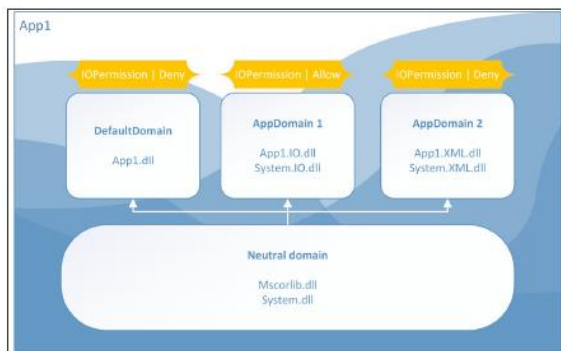 App1
IOPermission | Deny
IOPermission | Allow
IOPermission | Deny
DefaultDomain
App1.dll
AppDomain 1
App1.IO.dll
System.IO.dll
AppDomain 2
App1.XML.dll
System.XML.dll
Neutral domain
Mscorlib.dll
System.dll